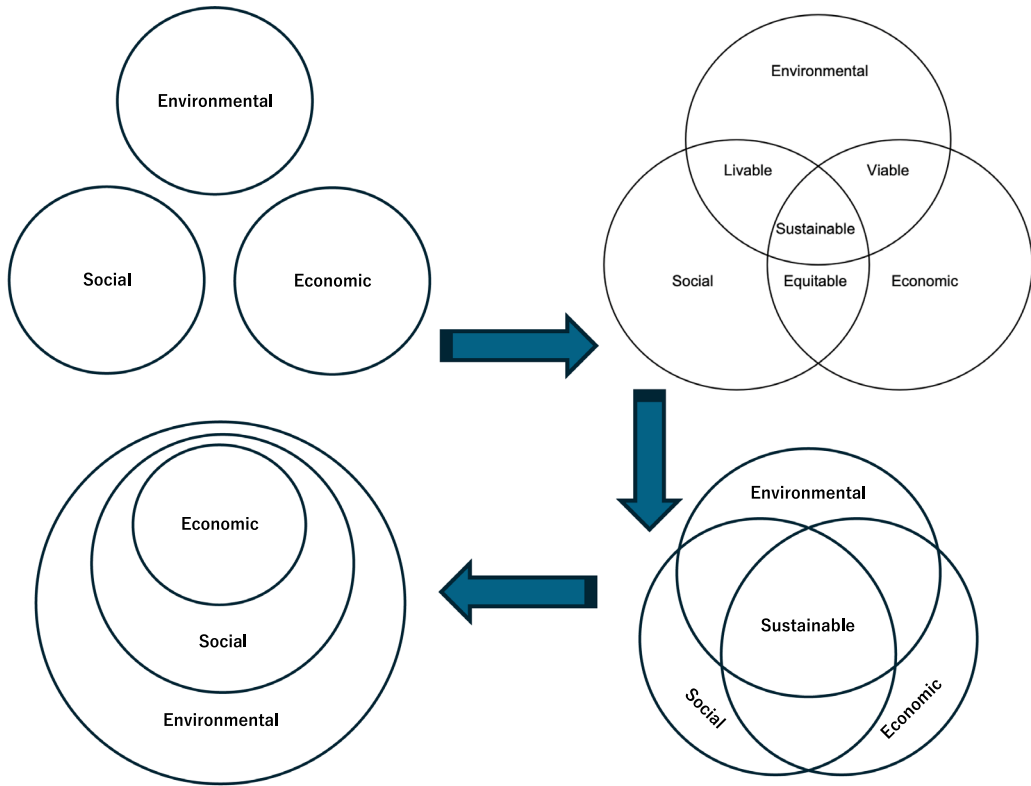 Environmental
Social
Economic
Environmental
Livable
Viable
Sustainable
Social
Equitable
Economic
Economic
Social
Environmental
Environmental
Sustainable
Social
Economic